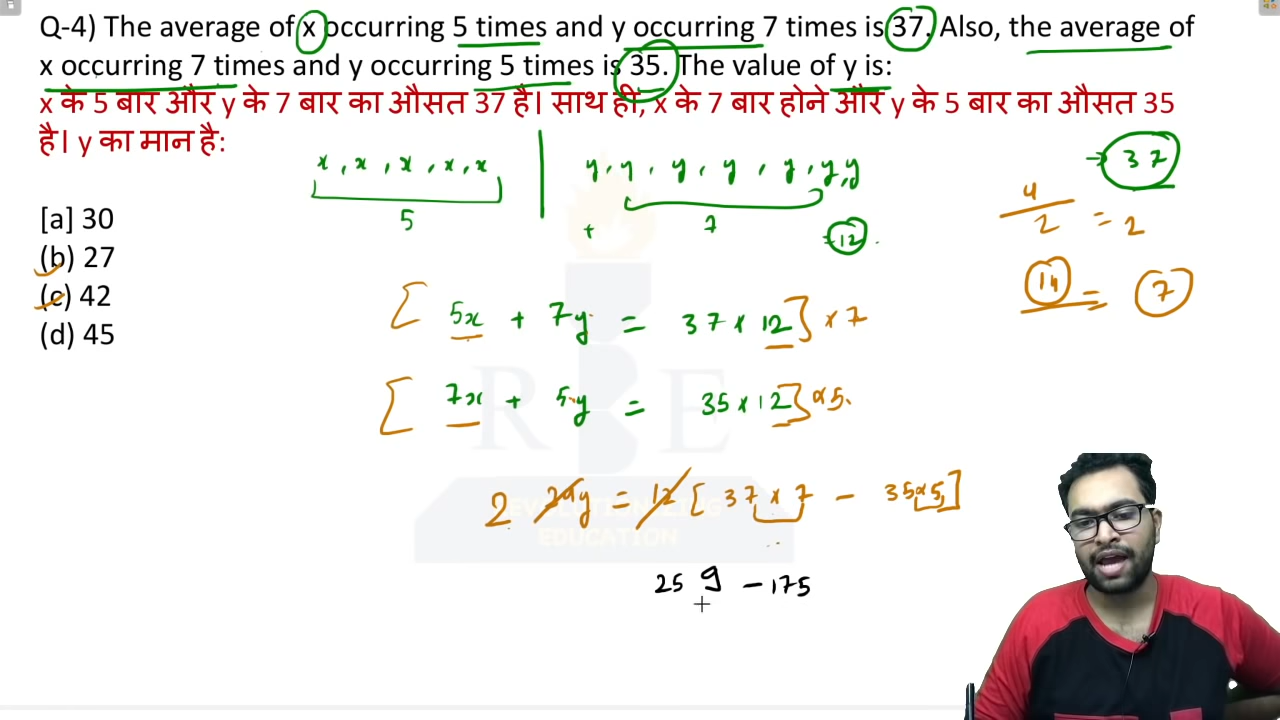 Q-4) The average of x occurring 5 times and y occurring 7 times is 37. Also, the average of
x occurring 7 times and y occurring 5 times is 35. The value of y is:
x के 5 बार और y के 7 बार का औसत 37 है। साथ ही, x के 7 बार होने और y के 5 बार का औसत 35
है। y का मान है:
x, x, x, x, x | y, y, y, y, y, y, y → 37
5 + 7 12
4/2 = 2
[a] 30
(b) 27
14 = 7
(c) 42
[ 5x + 7y = 37 × 12 ] × 7
(d) 45
[ 7x + 5y = 35 × 12 ] × 5
2 24y = 12 [ 37 × 7 - 35 × 5 ]
EDUCATION
259 - 175